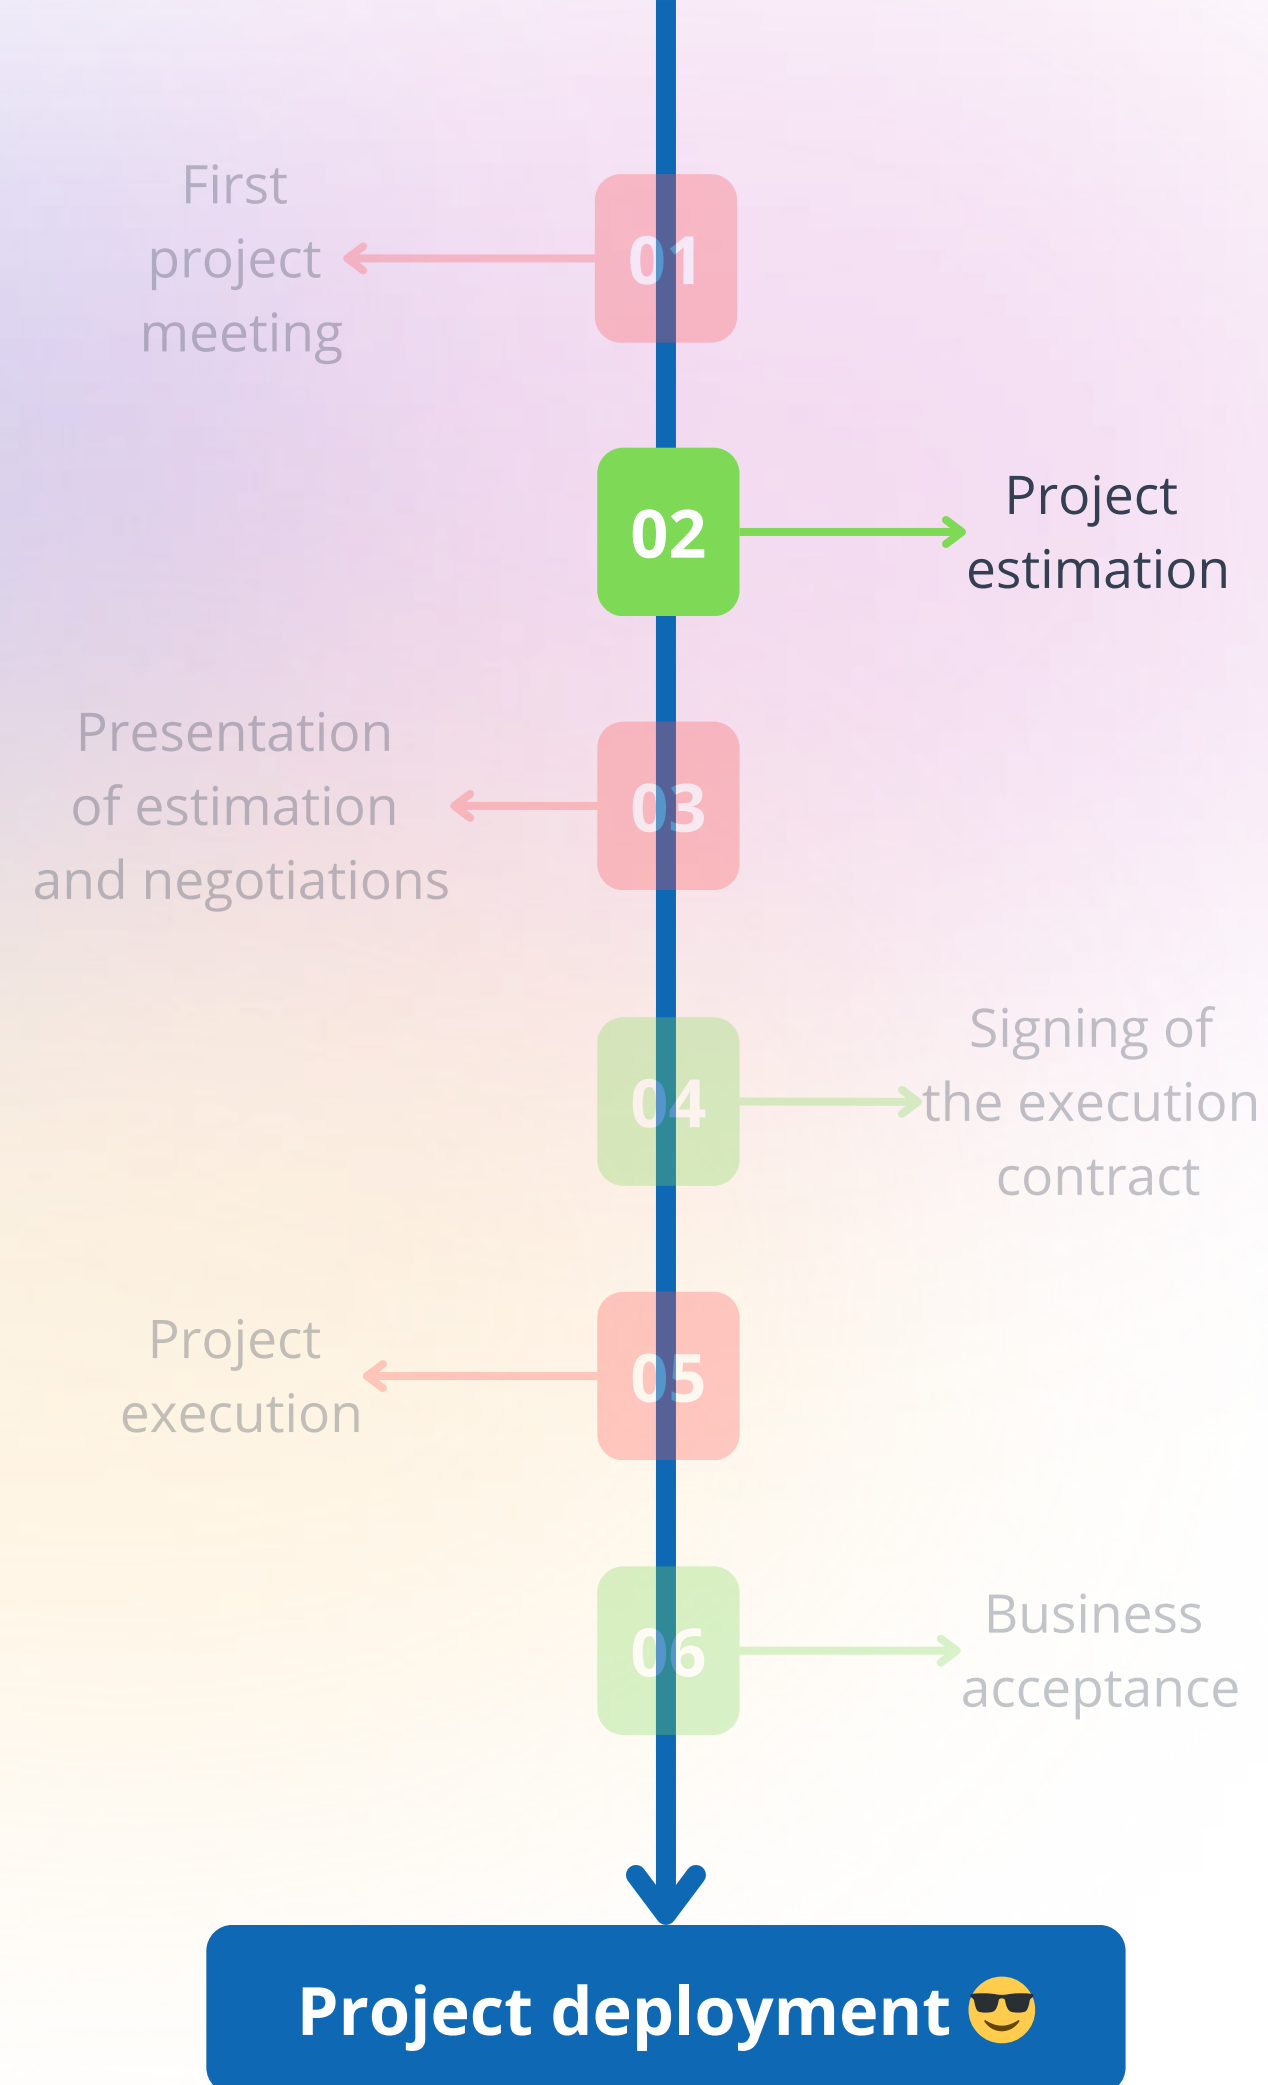 First
project
meeting
01
02
Project
estimation
Presentation
of estimation
and negotiations
03
04
Signing of
the execution
contract
Project
execution
05
06
Business
acceptance
Project deployment 😎